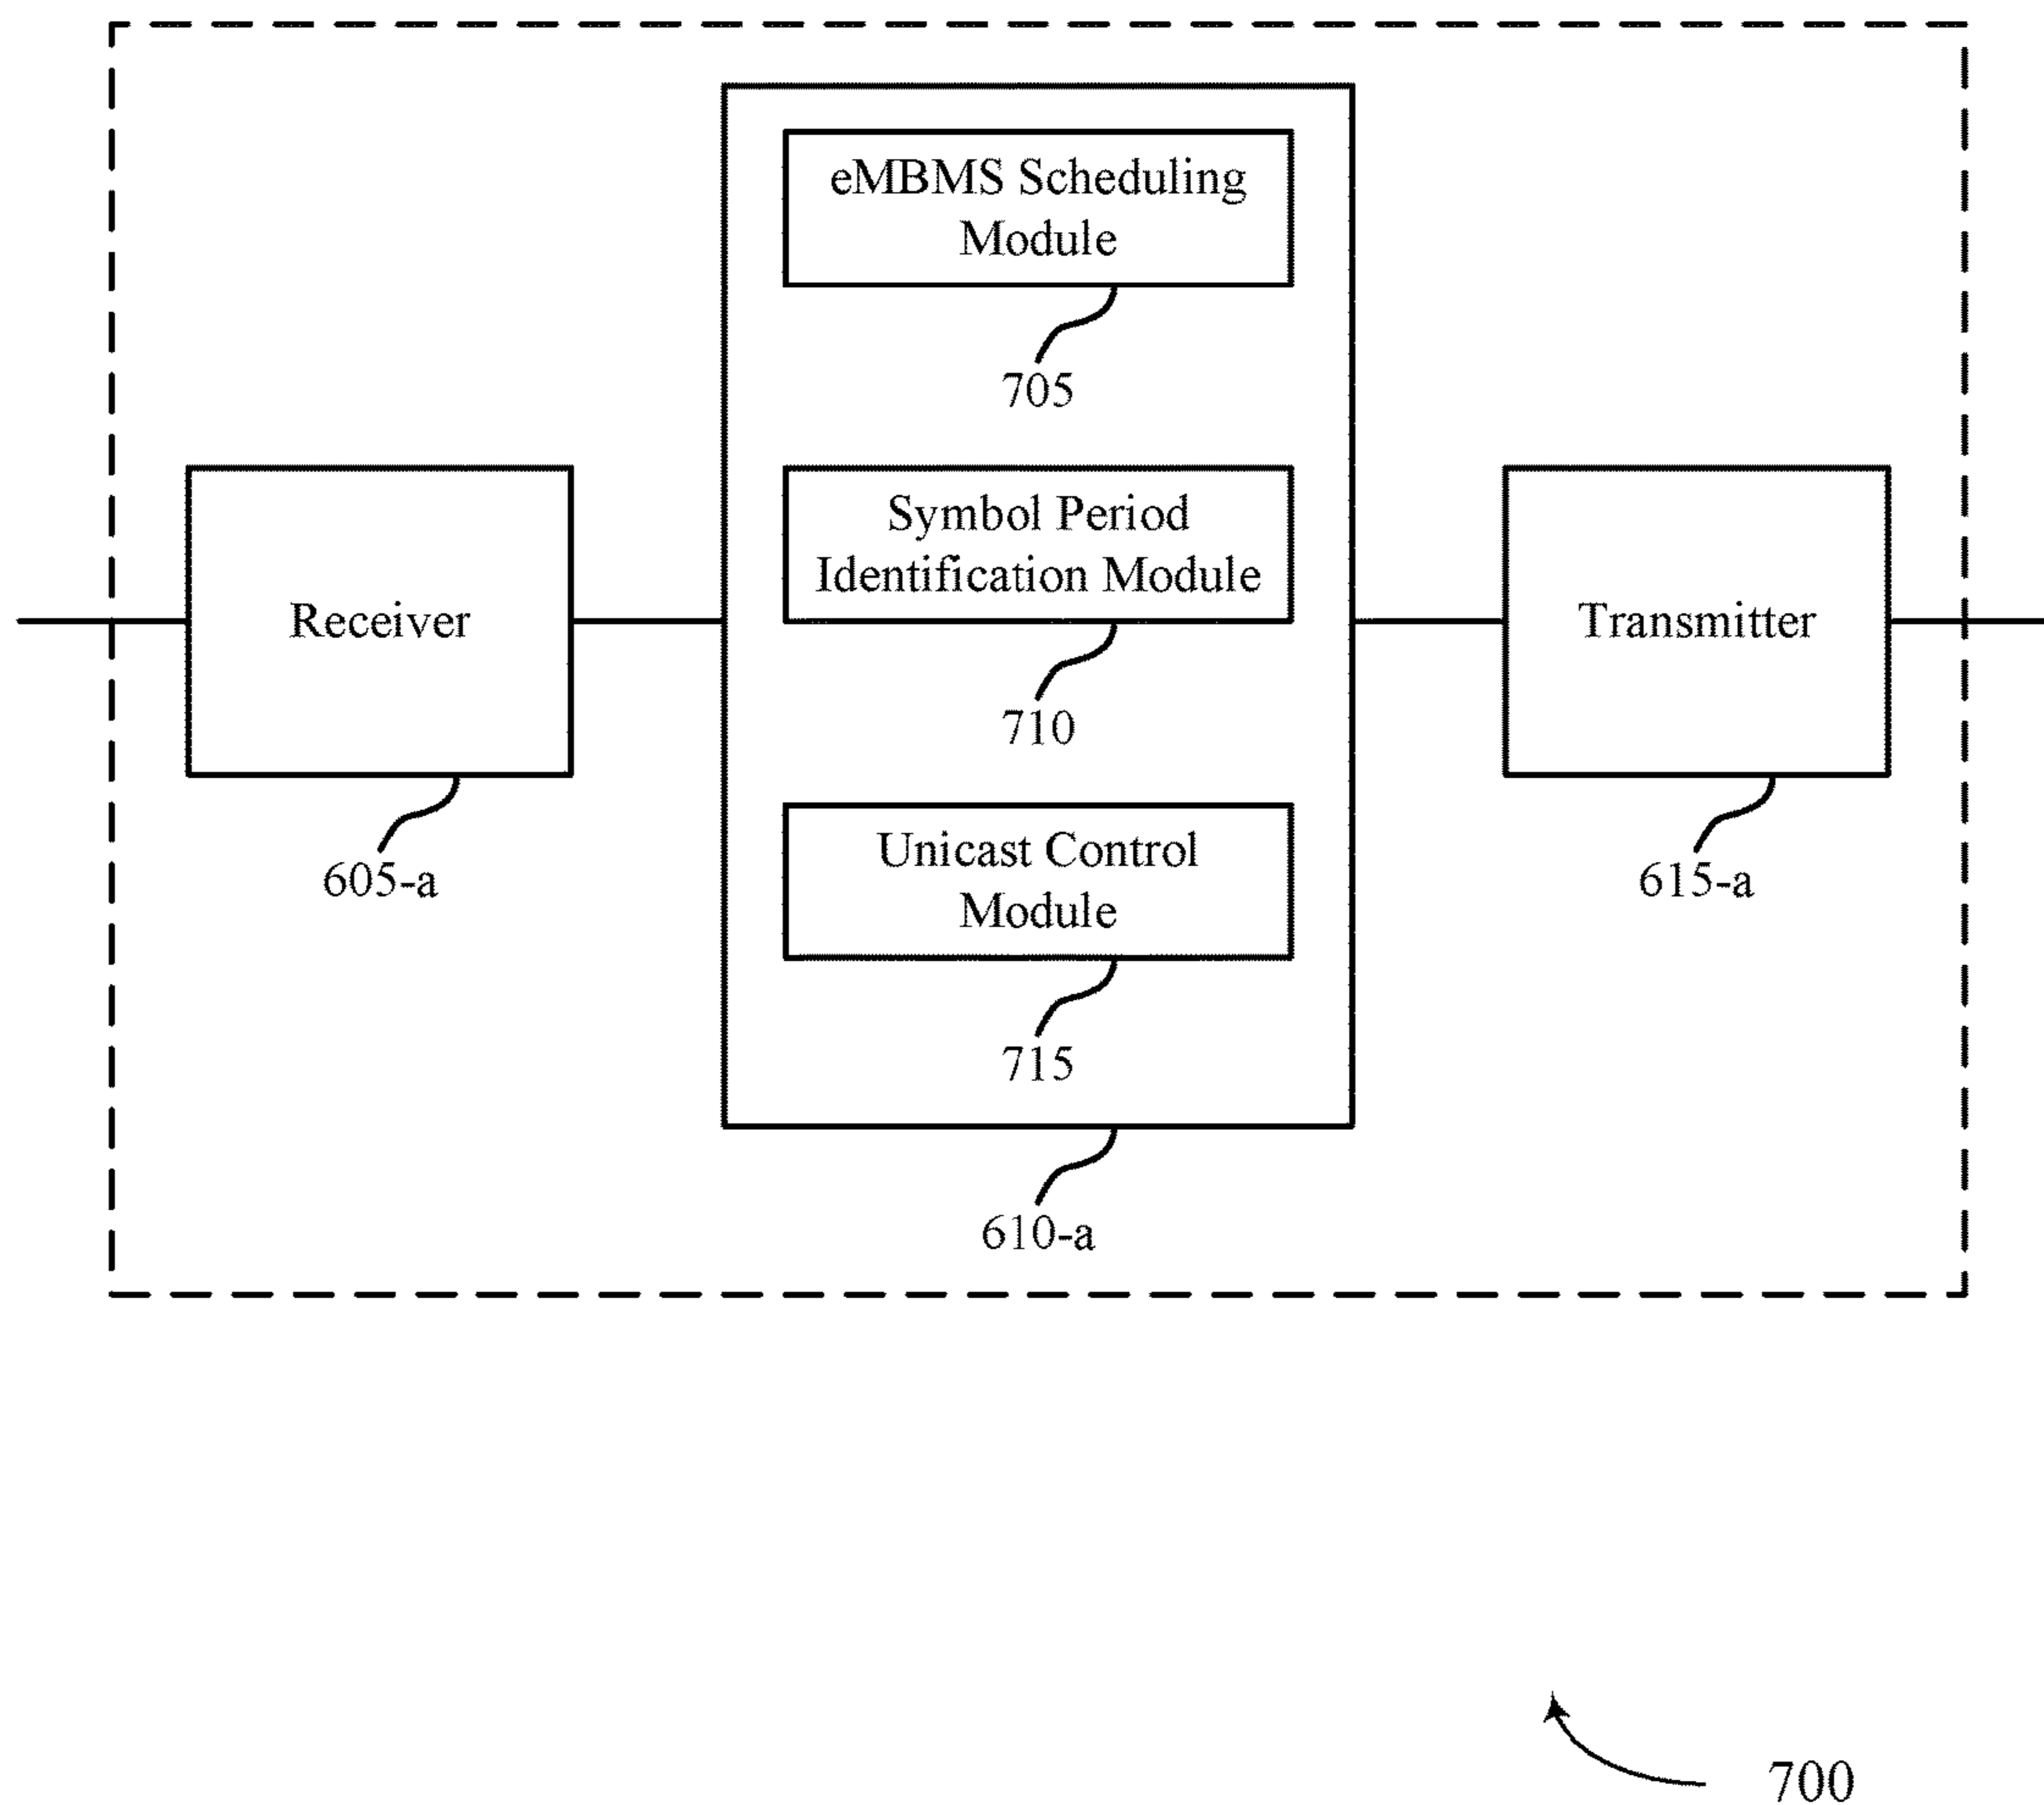 eMBMS Scheduling
Module
705
Symbol Period
Identification Module
710
Receiver
605-a
Transmitter
615-a
Unicast Control
Module
715
610-a
700